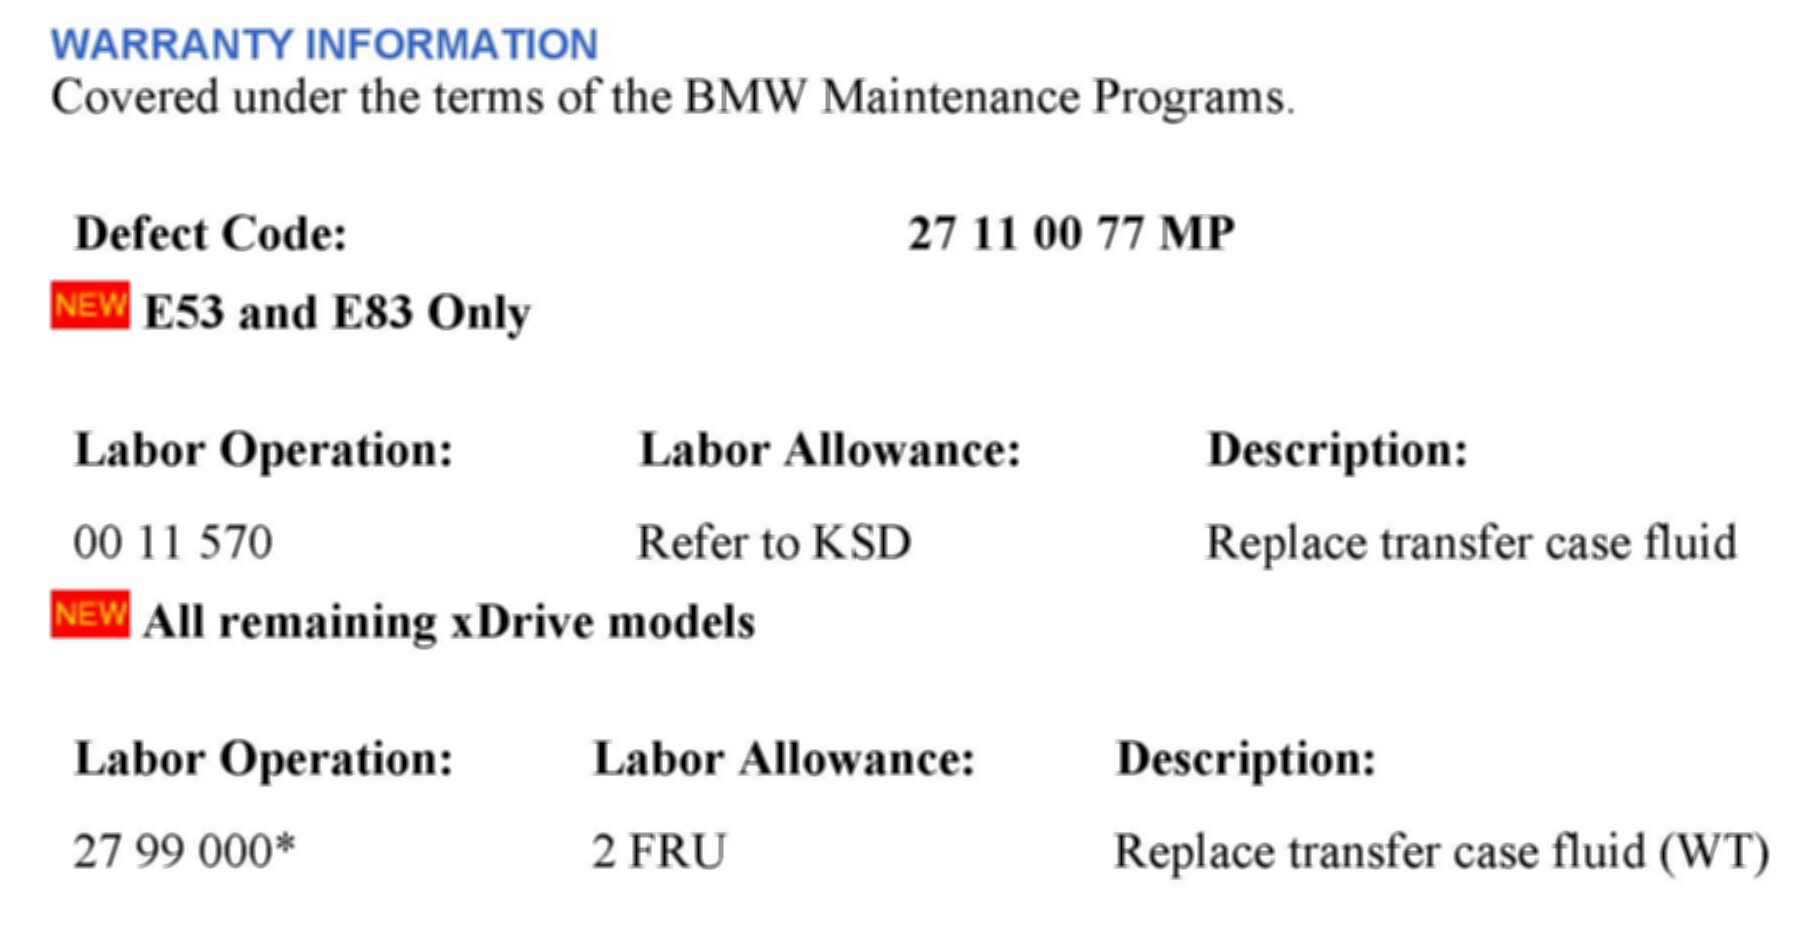 WARRANTY INFORMATION
Covered under the terms of the BMW Maintenance Programs.
Defect Code: 27 11 00 77 MP
NEW E53 and E83 Only
Labor Operation: Labor Allowance: Description:
00 11 570 Refer to KSD Replace transfer case fluid
NEW All remaining xDrive models
Labor Operation: Labor Allowance: Description:
27 99 000* 2 FRU Replace transfer case fluid (WT)